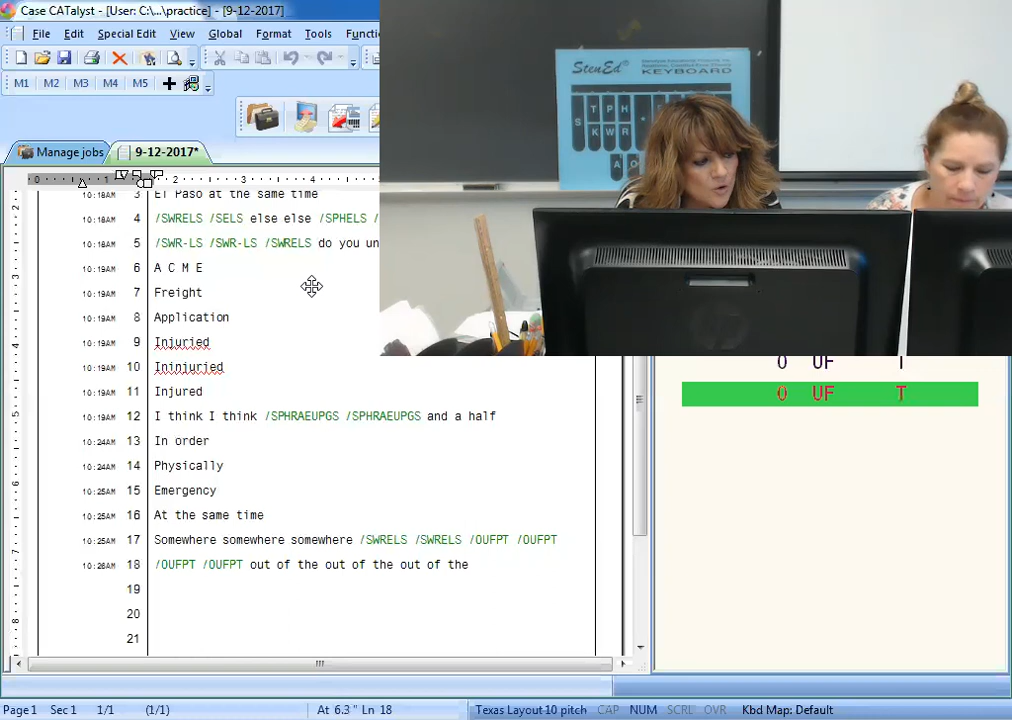 Case CATalyst - [User: C:\...\practice] - [9-12-2017]
File Edit Special Edit View Global Format Tools Functi
M1 M2 M3 M4 M5
Manage jobs 9-12-2017*
0 1 2 3 4
10:18AM 3 El Paso at the same time
10:18AM 4 /SWRELS /SELS else else /SPHELS /
10:18AM 5 /SWR-LS /SWR-LS /SWRELS do you un
10:19AM 6 A C M E
10:19AM 7 Freight
10:19AM 8 Application
10:19AM 9 Injuried
10:19AM 10 Ininjuried
10:19AM 11 Injured
10:19AM 12 I think I think /SPHRAEUPGS /SPHRAEUPGS and a half
10:24AM 13 In order
10:24AM 14 Physically
10:25AM 15 Emergency
10:25AM 16 At the same time
10:25AM 17 Somewhere somewhere somewhere /SWRELS /SWRELS /OUFPT /OUFPT
10:26AM 18 /OUFPT /OUFPT out of the out of the out of the
19
20
21
StenEd®
KEYBOARD
T P H
S K W R *
A O
0 UF T
0 UF T
Page 1 Sec 1 1/1 (1/1) At 6.3 " Ln 18 Texas Layout 10 pitch CAP NUM SCRL OVR Kbd Map: Default